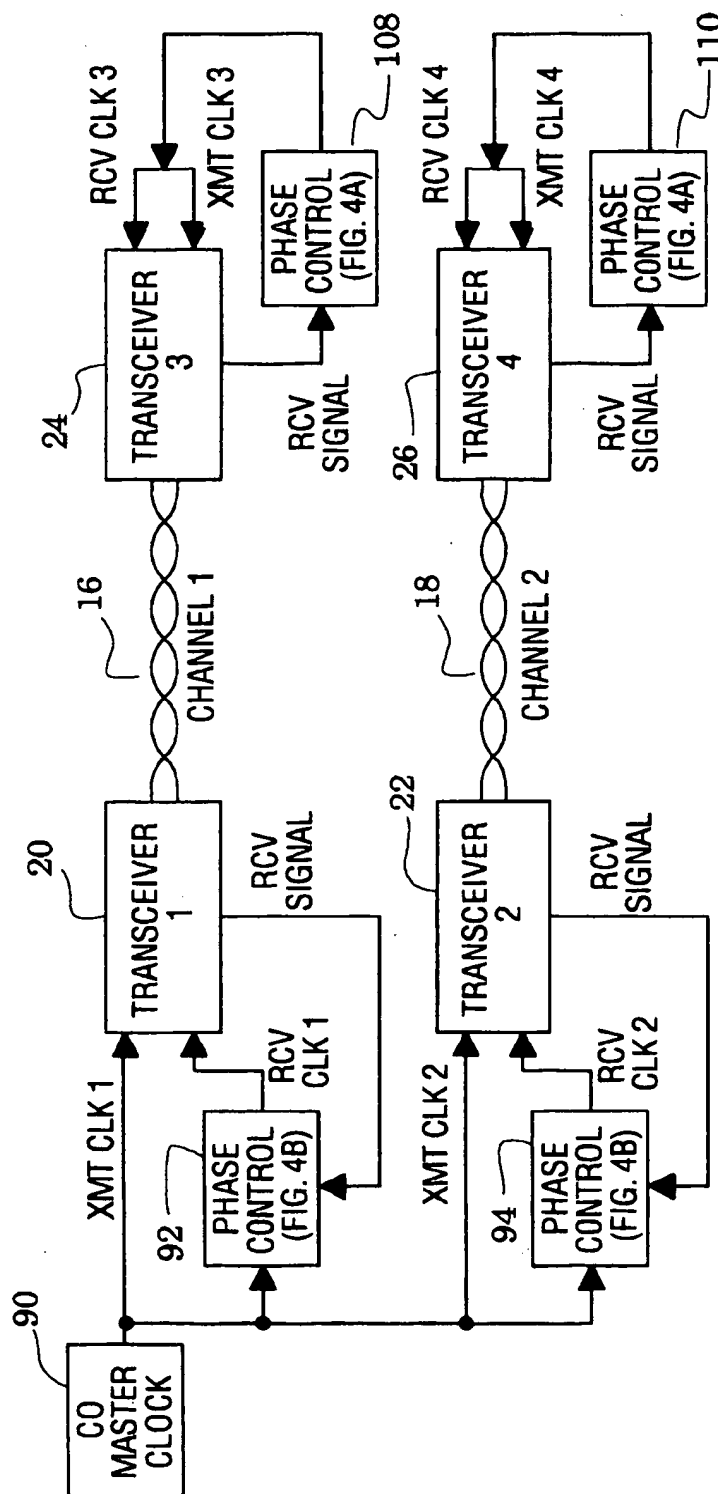 90
CO
MASTER
CLOCK
XMT CLK 1
92
PHASE
CONTROL
(FIG. 4B)
RCV
CLK 1
20
TRANSCEIVER
1
RCV
SIGNAL
16
CHANNEL 1
24
TRANSCEIVER
3
RCV
SIGNAL
RCV CLK 3
XMT CLK 3
PHASE
CONTROL
(FIG. 4A)
108
XMT CLK 2
94
PHASE
CONTROL
(FIG. 4B)
RCV
CLK 2
22
TRANSCEIVER
2
RCV
SIGNAL
18
CHANNEL 2
26
TRANSCEIVER
4
RCV
SIGNAL
RCV CLK 4
XMT CLK 4
PHASE
CONTROL
(FIG. 4A)
110